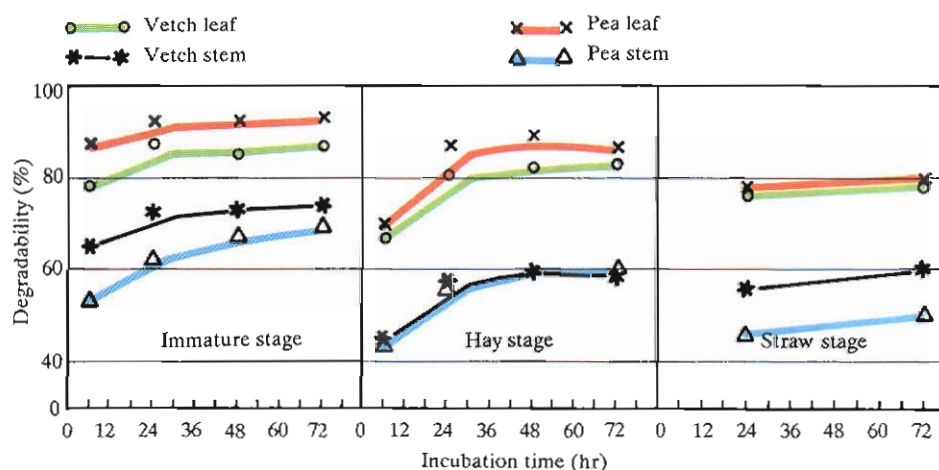 Vetch leaf
Pea leaf
Vetch stem
Pea stem
100
80
60
40
0
Degradability (%)
Immature stage
Hay stage
Straw stage
0 12 24 36 48 60 72 0 12 24 36 48 60 72 0 12 24 36 48 60 72
Incubation time (hr)